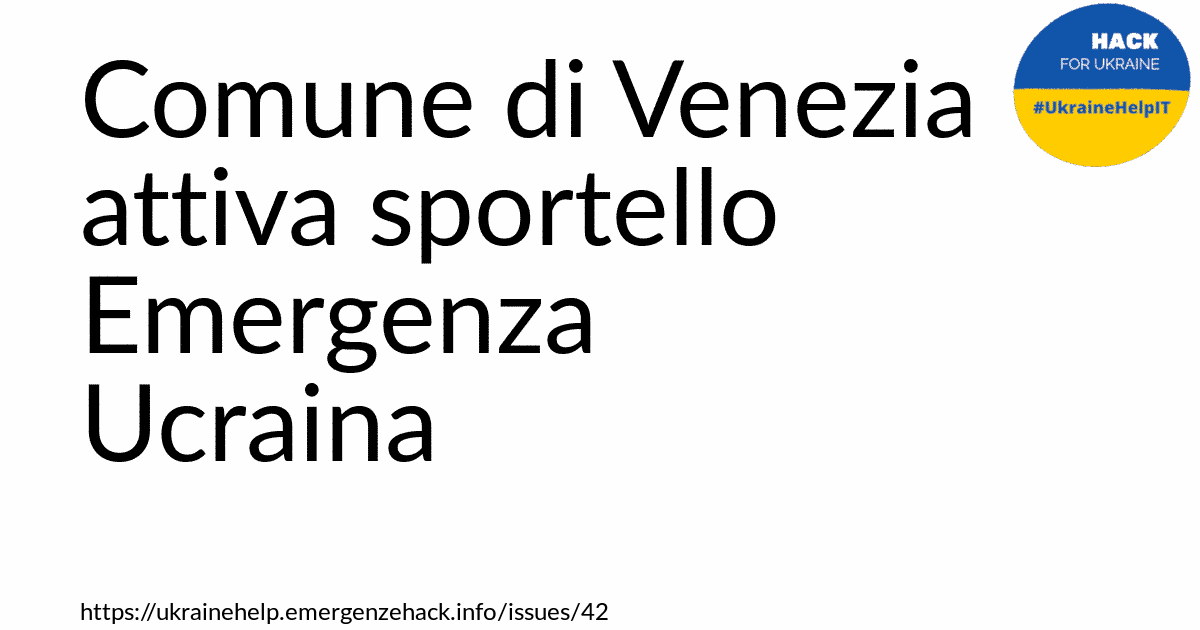 Comune di Venezia
attiva sportello
Emergenza
Ucraina
HACK
FOR UKRAINE
#UkraineHelpIT
https://ukrainehelp.emergenzehack.info/issues/42